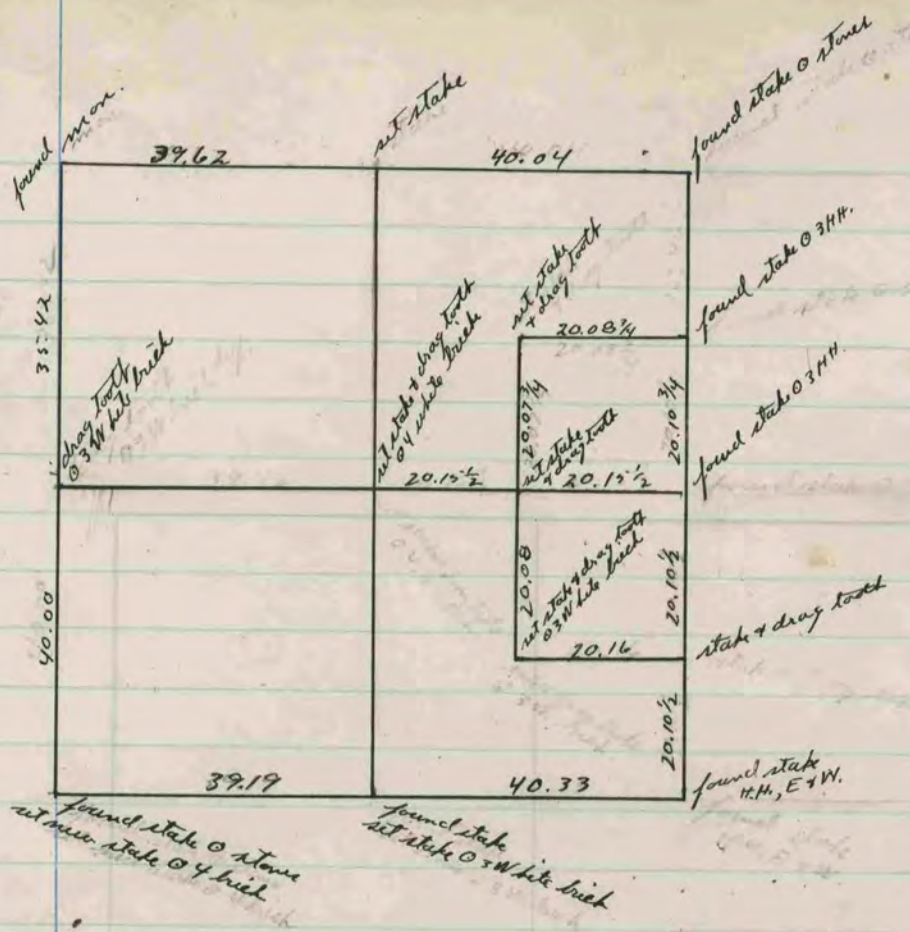 found mon.
set stake
found stake @ stones
39.62
40.04
found stake @ 3 HH.
set stake
& drag tooth
35.42
drag tooth
@ 3 White brick
set stake & drag tooth
@ 4 white brick
20.08 3/4
found stake @ 3 HH.
20.07 3/4
20.10 3/4
set stake
& drag tooth
20.15 1/2
20.15 1/2
40.00
20.08
set stake & drag tooth
@ 3 White brick
20.10 1/2
stake & drag tooth
20.16
20.10 1/2
39.19
40.33
found stake
H.H., E & W.
found stake @ stone
set new stake @ 4 brick
found stake
set stake @ 3 White brick